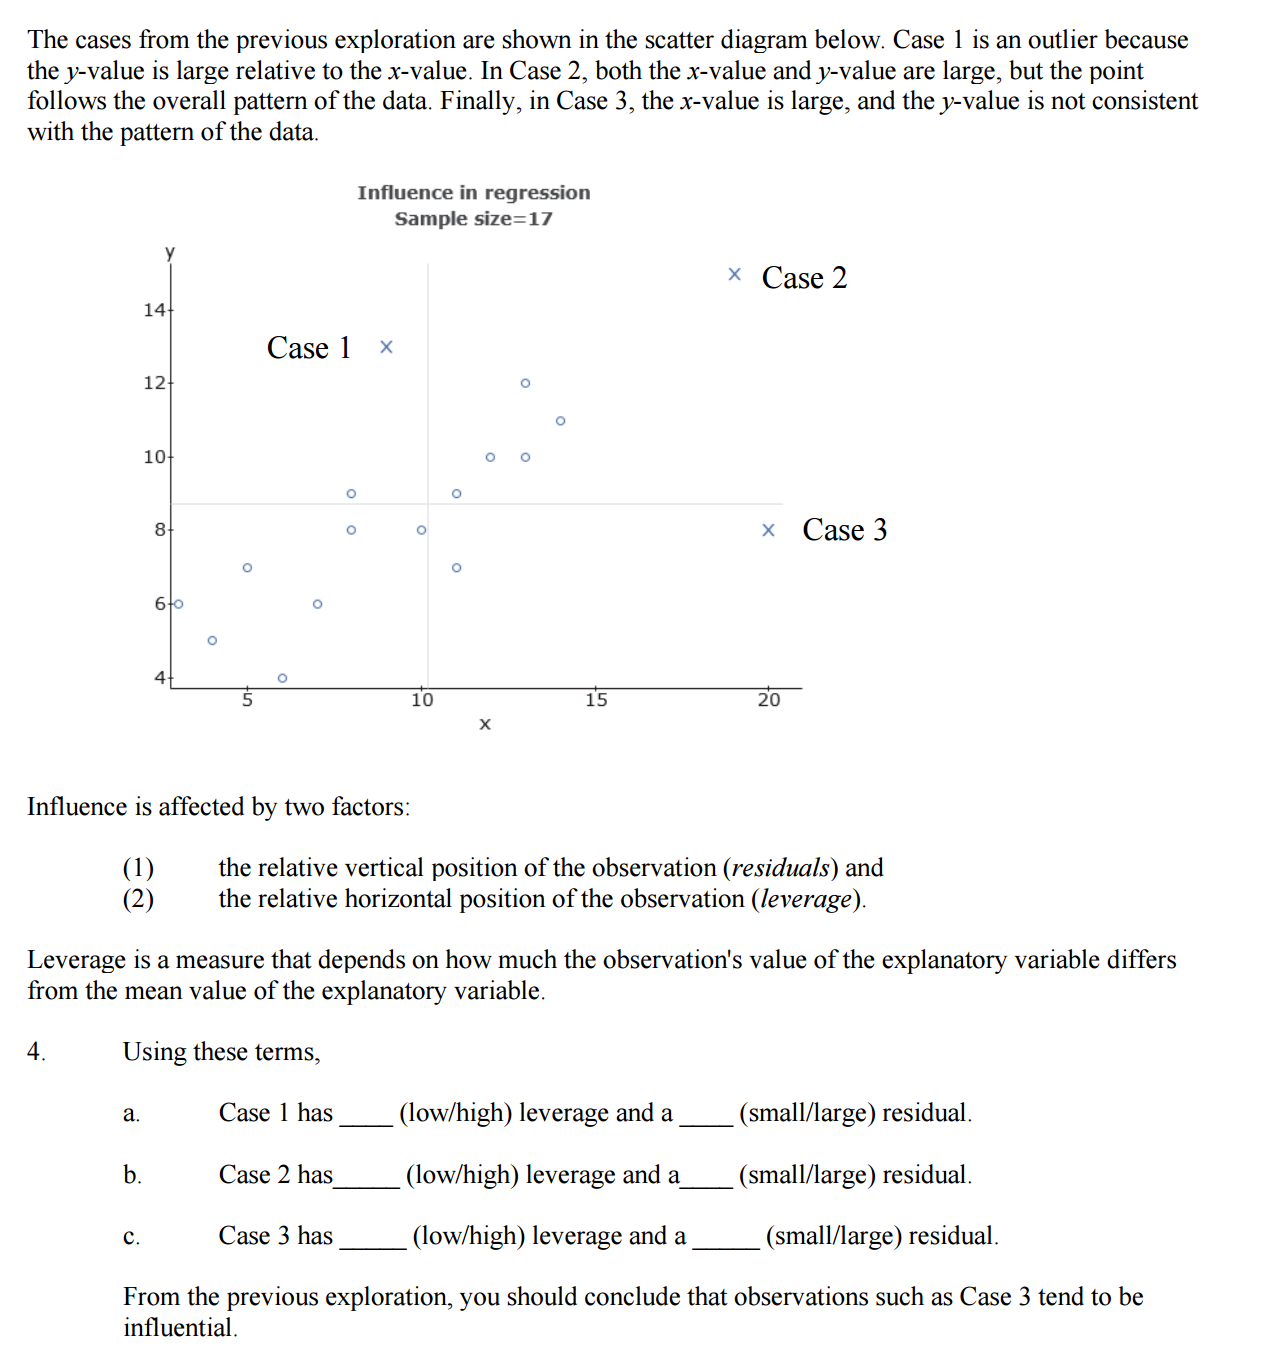 The cases from the previous exploration are shown in the scatter diagram below. Case 1 is an outlier because
the y-value is large relative to the x-value. In Case 2, both the x-value and y-value are large, but the point
follows the overall pattern of the data. Finally, in Case 3, the x-value is large, and the y-value is not consistent
with the pattern of the data.
Influence in regression
Sample size=17
y
Case 2
14
Case 1
12
10
8
Case 3
6
4
5 10 15 20
x
Influence is affected by two factors:
(1) the relative vertical position of the observation (residuals) and
(2) the relative horizontal position of the observation (leverage).
Leverage is a measure that depends on how much the observation's value of the explanatory variable differs
from the mean value of the explanatory variable.
4. Using these terms,
a. Case 1 has ____ (low/high) leverage and a ____ (small/large) residual.
b. Case 2 has_____ (low/high) leverage and a____ (small/large) residual.
c. Case 3 has _____ (low/high) leverage and a _____ (small/large) residual.
From the previous exploration, you should conclude that observations such as Case 3 tend to be
influential.